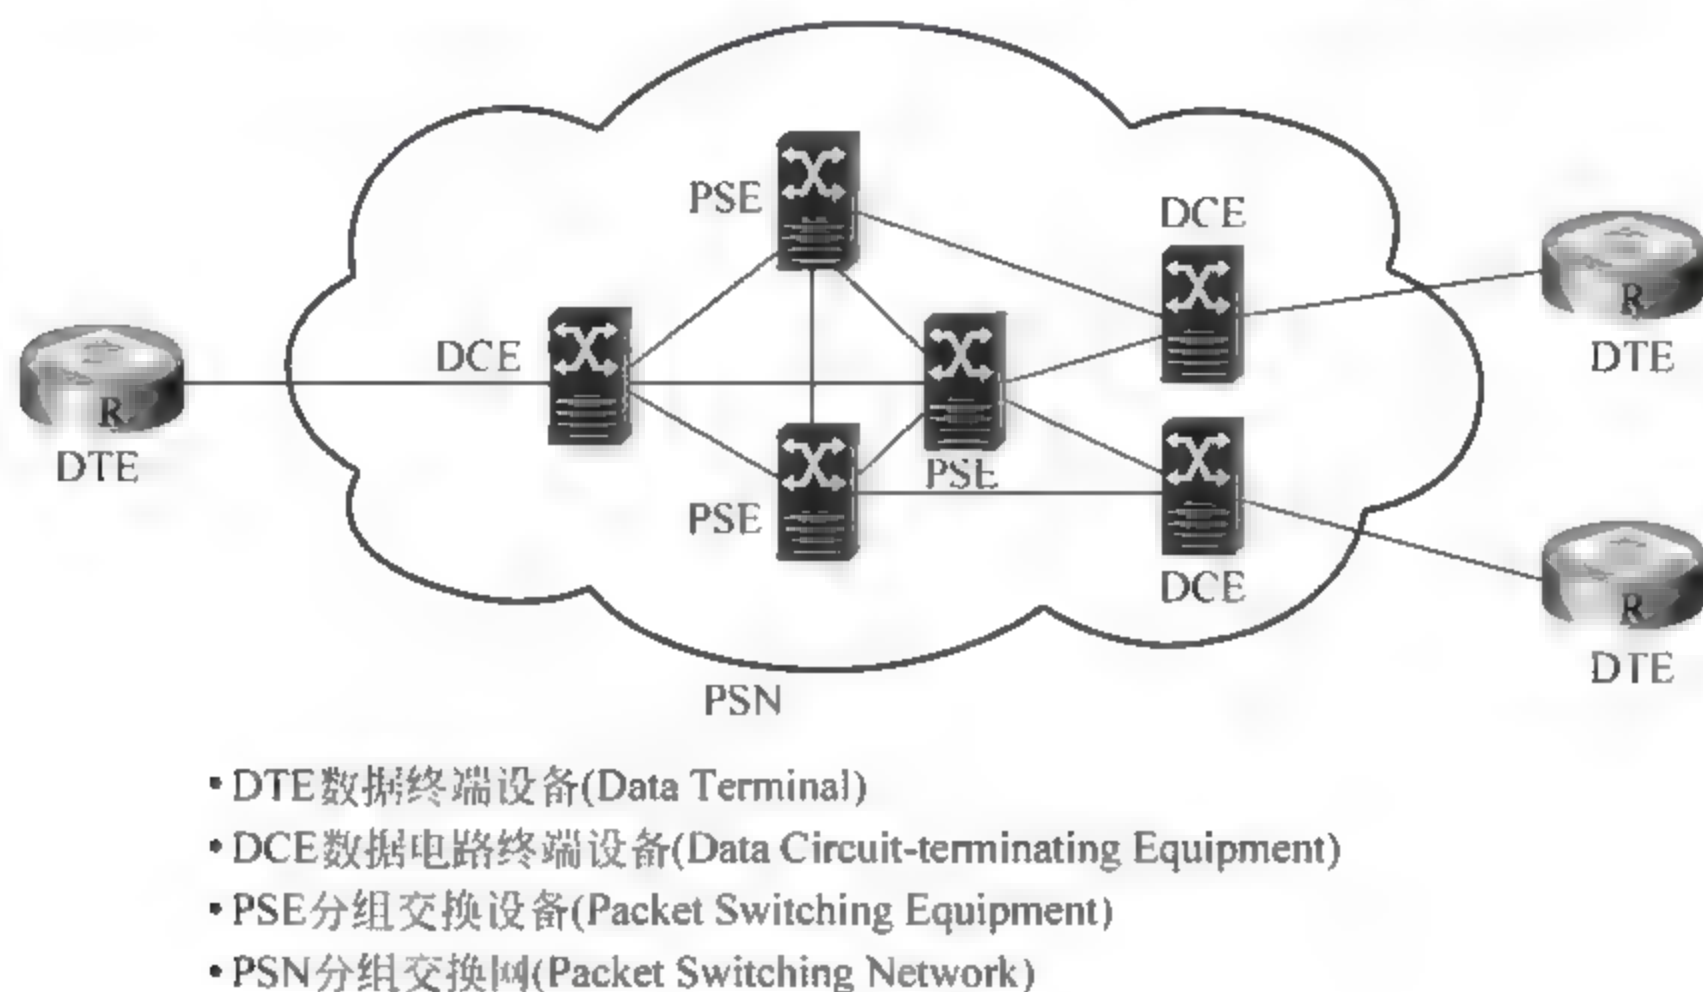 PSE
DCE
DCE
R
DTE
R
DTE
PSE
PSE
DCE
R
DTE
PSN
•DTE数据终端设备(Data Terminal)
•DCE数据电路终端设备(Data Circuit-terminating Equipment)
•PSE分组交换设备(Packet Switching Equipment)
•PSN分组交换网(Packet Switching Network)